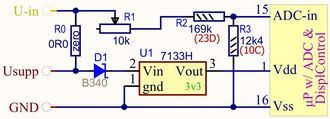 U-in
R0
0R0
zero
R1
10k
R2
169k
(23D)
R3
12k4
(10C)
15 ADC-in
Usupp
D1
B340
U1 7133H
2 Vin Vout 3
gnd
1
3v3
1 Vdd
GND
16 Vss
µP w/ ADC &
DisplControl